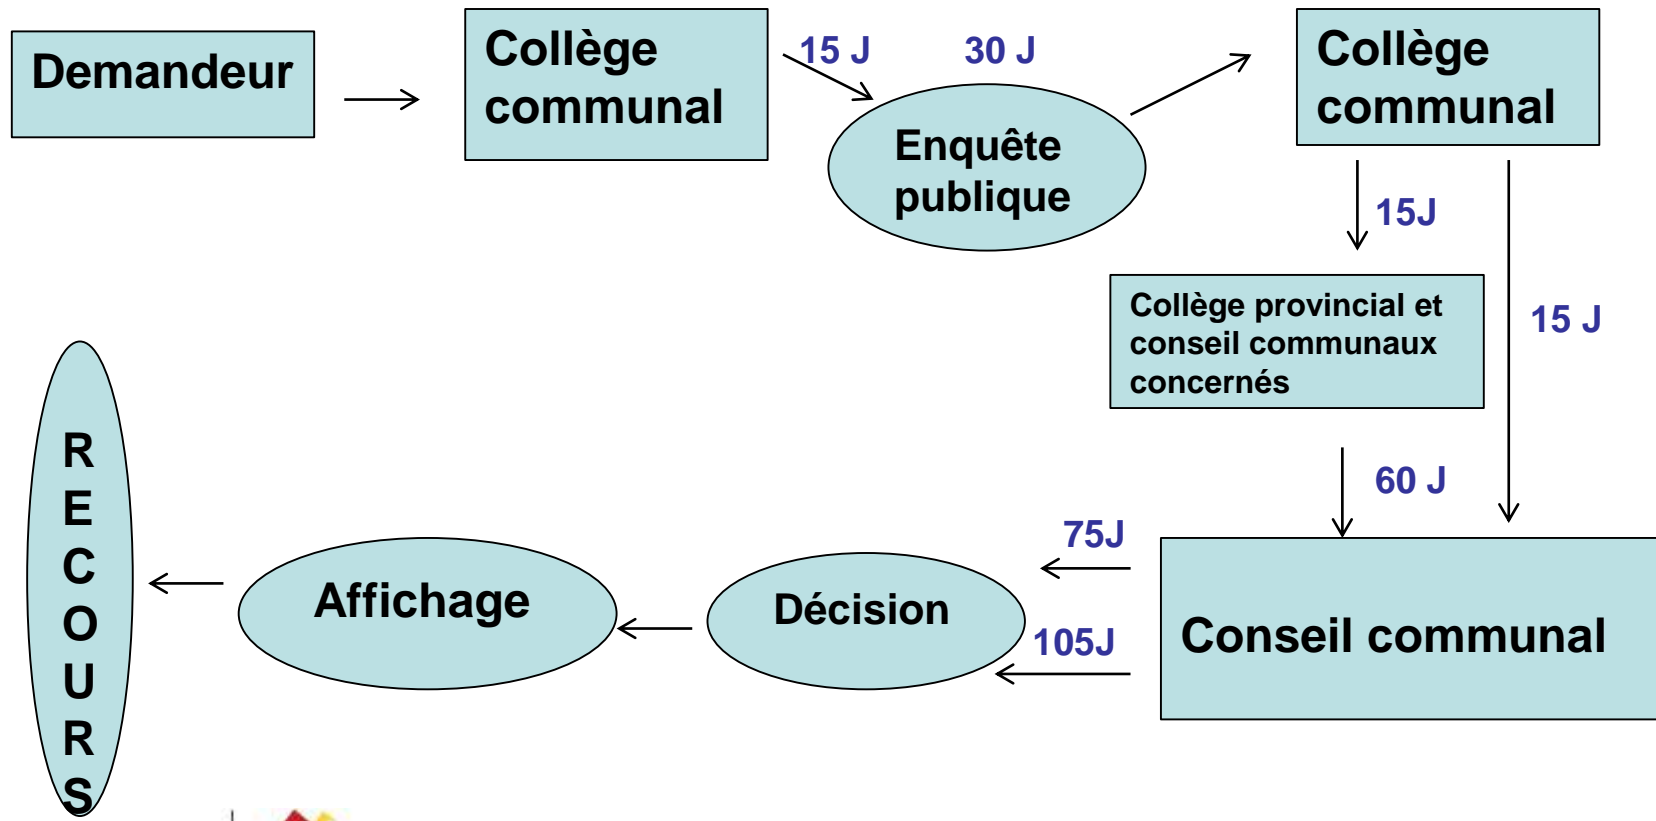 Demandeur
Collège
communal
15 J
30 J
Enquête
publique
Collège
communal
15J
15 J
Collège provincial et
conseil communaux
concernés
60 J
Conseil communal
75J
105J
Décision
Affichage
R
E
C
O
U
R
S